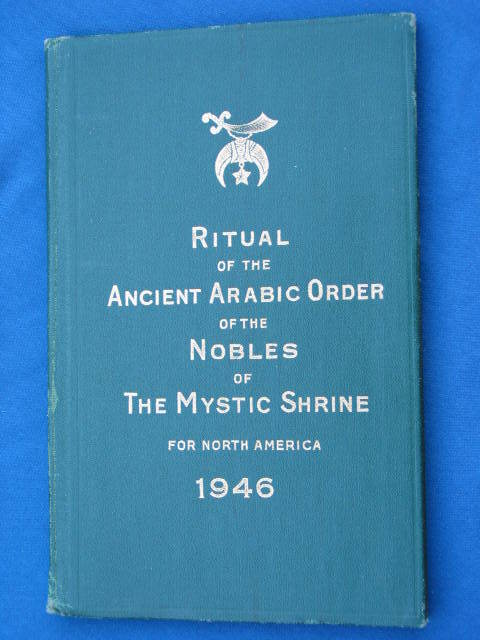 RITUAL
OF THE
ANCIENT ARABIC ORDER
OF THE
NOBLES
OF
THE MYSTIC SHRINE
FOR NORTH AMERICA
1946